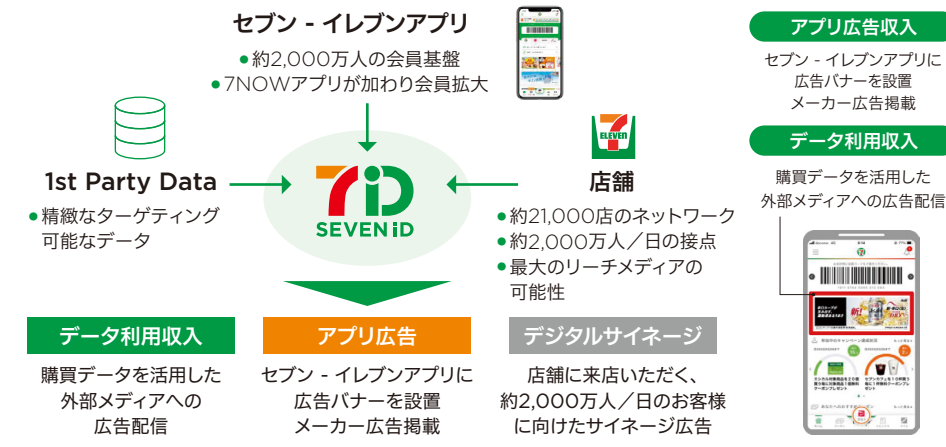 セブン‐イレブンアプリ
●約2,000万人の会員基盤
●7NOWアプリが加わり会員拡大
1st Party Data
●精緻なターゲティング
可能なデータ
7iD
SEVEN iD
ELEVEN
店舗
●約21,000店のネットワーク
●約2,000万人／日の接点
●最大のリーチメディアの
可能性
データ利用収入
購買データを活用した
外部メディアへの
広告配信
アプリ広告
セブン‐イレブンアプリに
広告バナーを設置
メーカー広告掲載
デジタルサイネージ
店舗に来店いただく、
約2,000万人／日のお客様
に向けたサイネージ広告
アプリ広告収入
セブン‐イレブンアプリに
広告バナーを設置
メーカー広告掲載
データ利用収入
購買データを活用した
外部メディアへの広告配信